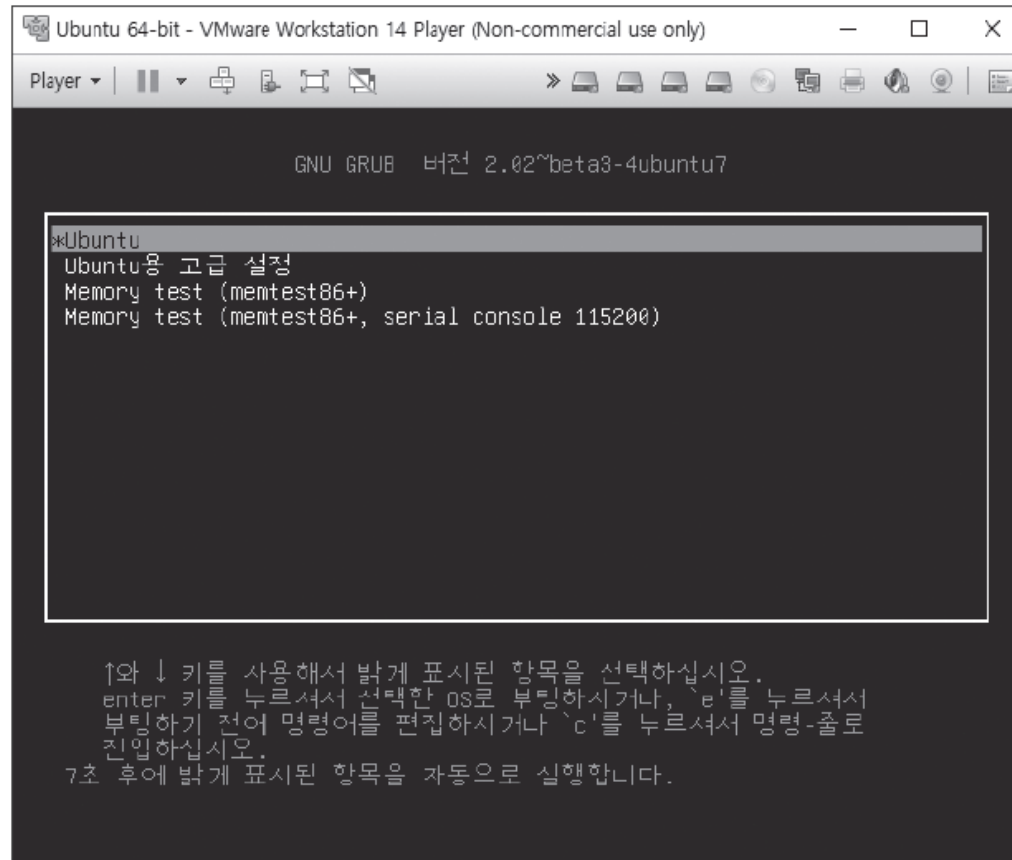 Ubuntu 64-bit - VMware Workstation 14 Player (Non-commercial use only)
Player
GNU GRUB 버전 2.02~beta3-4ubuntu7
*Ubuntu
Ubuntu용 고급 설정
Memory test (memtest86+)
Memory test (memtest86+, serial console 115200)
↑와 ↓ 키를 사용해서 밝게 표시된 항목을 선택하십시오.
enter 키를 누르셔서 선택한 OS로 부팅하시거나, `e'를 누르셔서
부팅하기 전에 명령어를 편집하시거나 `c'를 누르셔서 명령-줄로
진입하십시오.
7초 후에 밝게 표시된 항목을 자동으로 실행합니다.